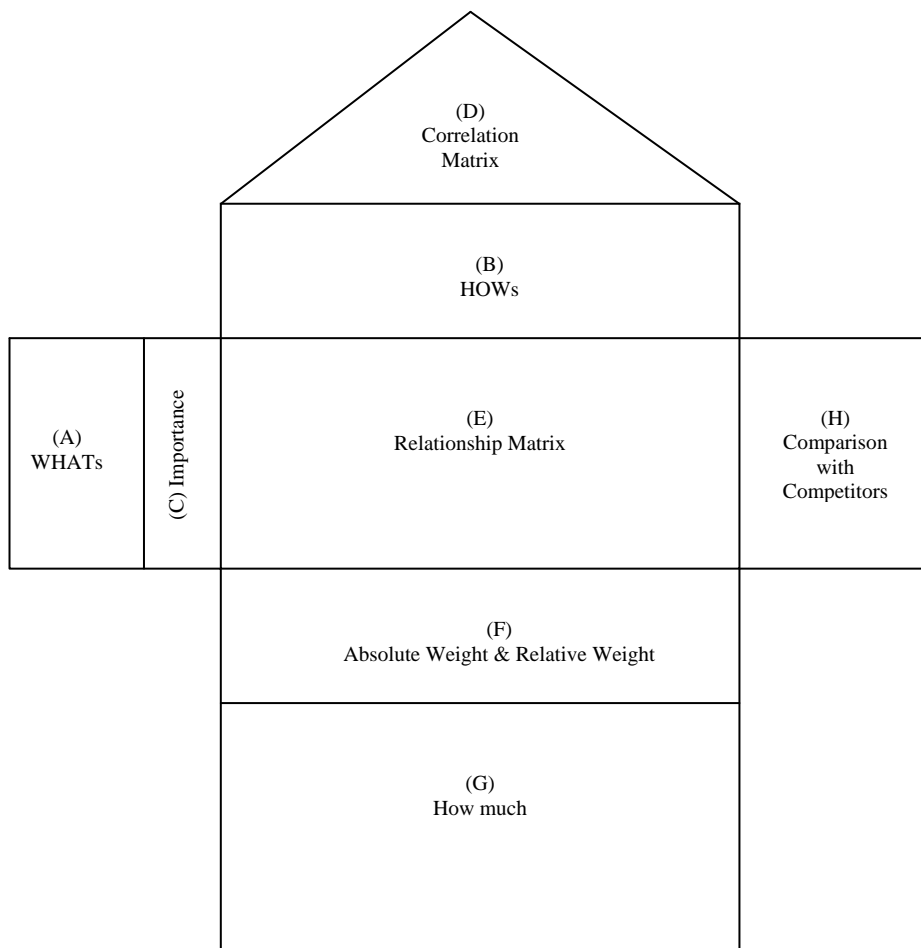 (D)
Correlation
Matrix
(B)
HOWs
(A)
WHATs
(C) Importance
(E)
Relationship Matrix
(H)
Comparison
with
Competitors
(F)
Absolute Weight & Relative Weight
(G)
How much